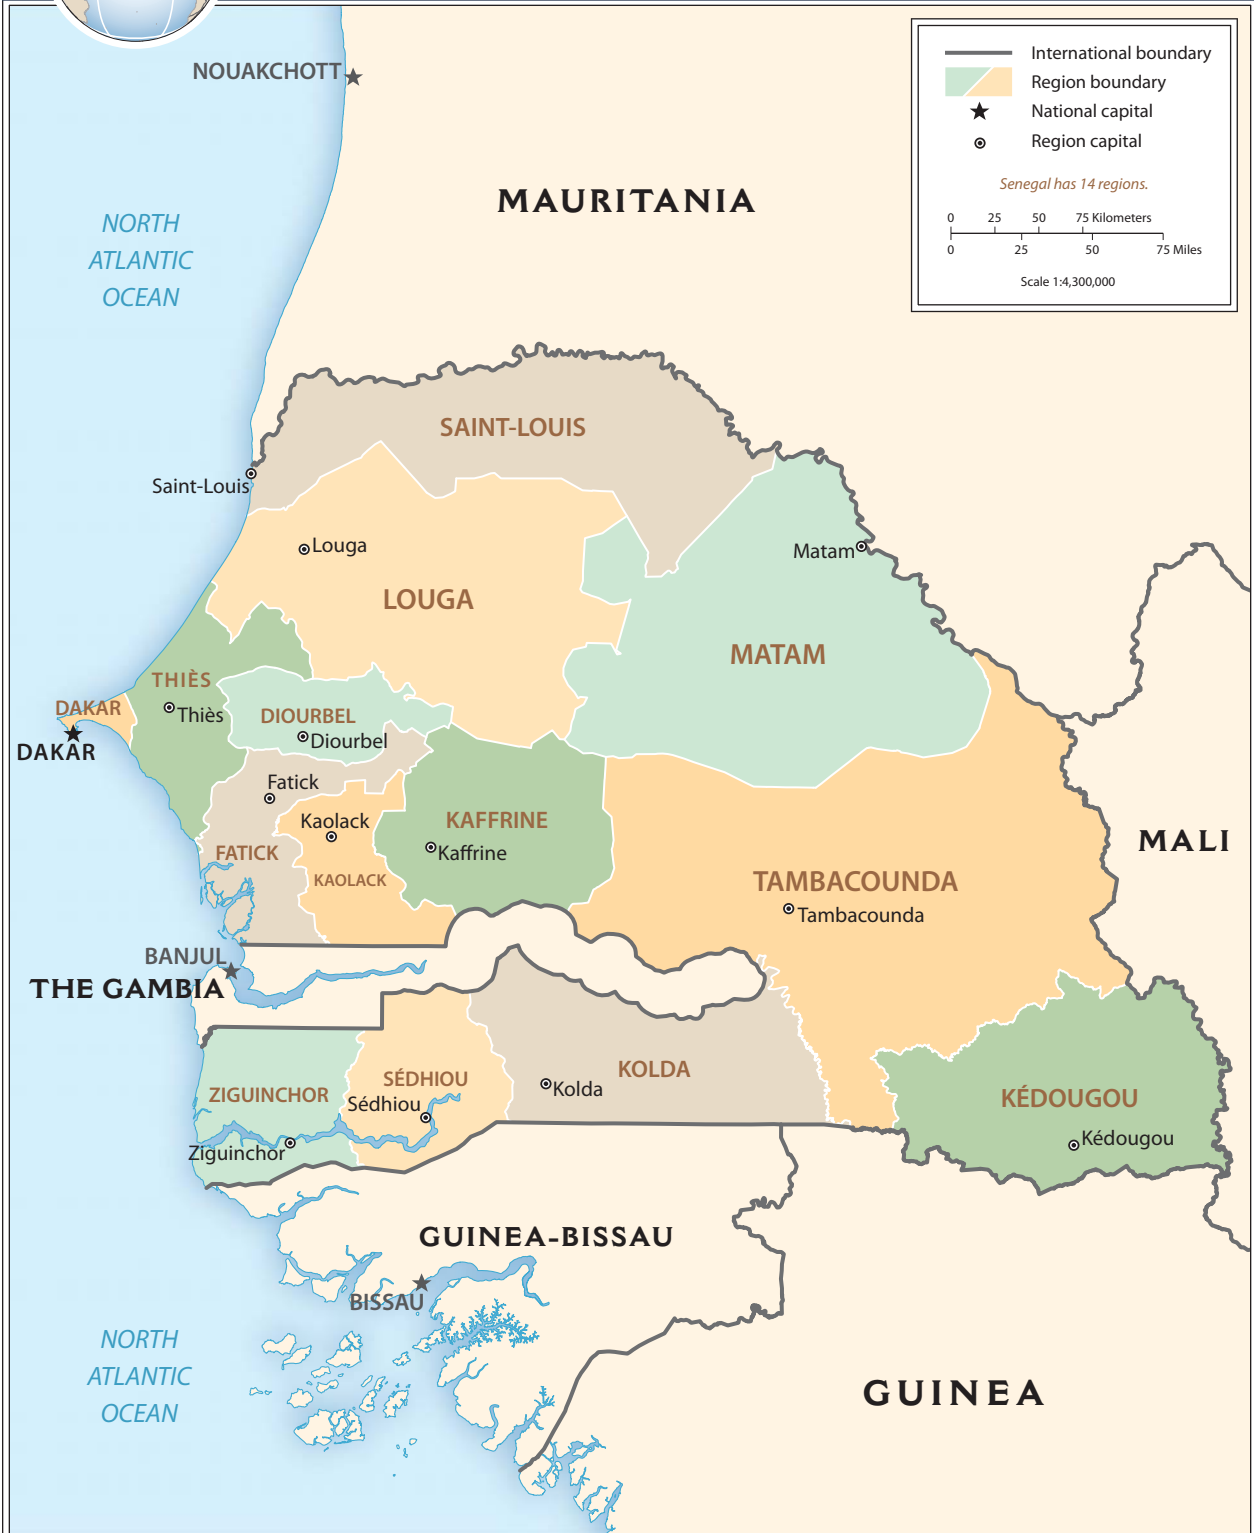 NOUAKCHOTT
International boundary
Region boundary
National capital
Region capital
Senegal has 14 regions.
0 25 50 75 Kilometers
0 25 50 75 Miles
Scale 1:4,300,000
MAURITANIA
NORTH
ATLANTIC
OCEAN
SAINT-LOUIS
Saint-Louis
Louga
LOUGA
Matam
MATAM
THIÈS
Thiès
DAKAR
DAKAR
DIOURBEL
Diourbel
Fatick
FATICK
Kaolack
KAOLACK
KAFFRINE
Kaffrine
MALI
TAMBACOUNDA
Tambacounda
BANJUL
THE GAMBIA
ZIGUINCHOR
Ziguinchor
SÉDHIOU
Sédhiou
KOLDA
Kolda
KÉDOUGOU
Kédougou
GUINEA-BISSAU
BISSAU
NORTH
ATLANTIC
OCEAN
GUINEA